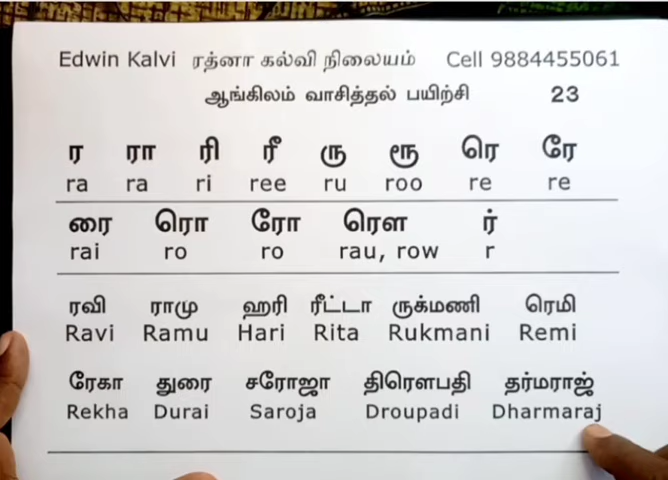 Edwin Kalvi ரத்னா கல்வி நிலையம் Cell 9884455061
ஆங்கிலம் வாசித்தல் பயிற்சி 23
ர ரா ரி ரீ ரு ரூ ரெ ரே
ra ra ri ree ru roo re re
ரை ரொ ரோ ரௌ ர்
rai ro ro rau, row r
ரவி ராமு ஹரி ரீட்டா ருக்மணி ரெமி
Ravi Ramu Hari Rita Rukmani Remi
ரேகா துரை சரோஜா திரௌபதி தர்மராஜ்
Rekha Durai Saroja Droupadi Dharmaraj